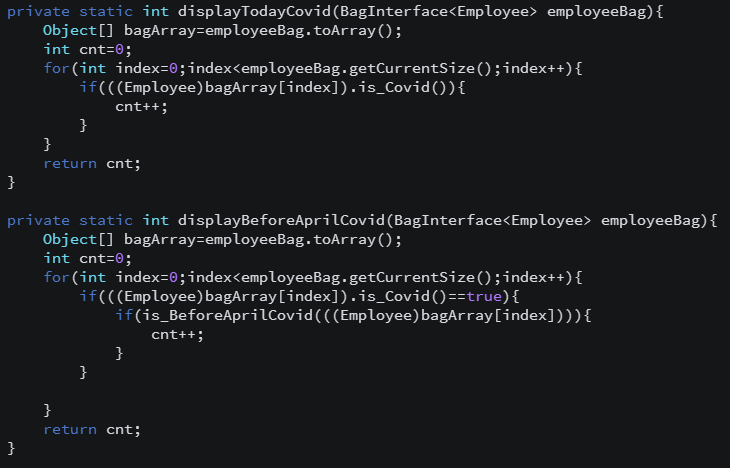 private static int displayTodayCovid(BagInterface<Employee> employeeBag){
    Object[] bagArray=employeeBag.toArray();
    int cnt=0;
    for(int index=0;index<employeeBag.getCurrentSize();index++){
        if(((Employee)bagArray[index]).is_Covid()){
            cnt++;
        }
    }
    return cnt;
}

private static int displayBeforeAprilCovid(BagInterface<Employee> employeeBag){
    Object[] bagArray=employeeBag.toArray();
    int cnt=0;
    for(int index=0;index<employeeBag.getCurrentSize();index++){
        if(((Employee)bagArray[index]).is_Covid()==true){
            if(is_BeforeAprilCovid(((Employee)bagArray[index]))){
                cnt++;
            }
        }

    }
    return cnt;
}